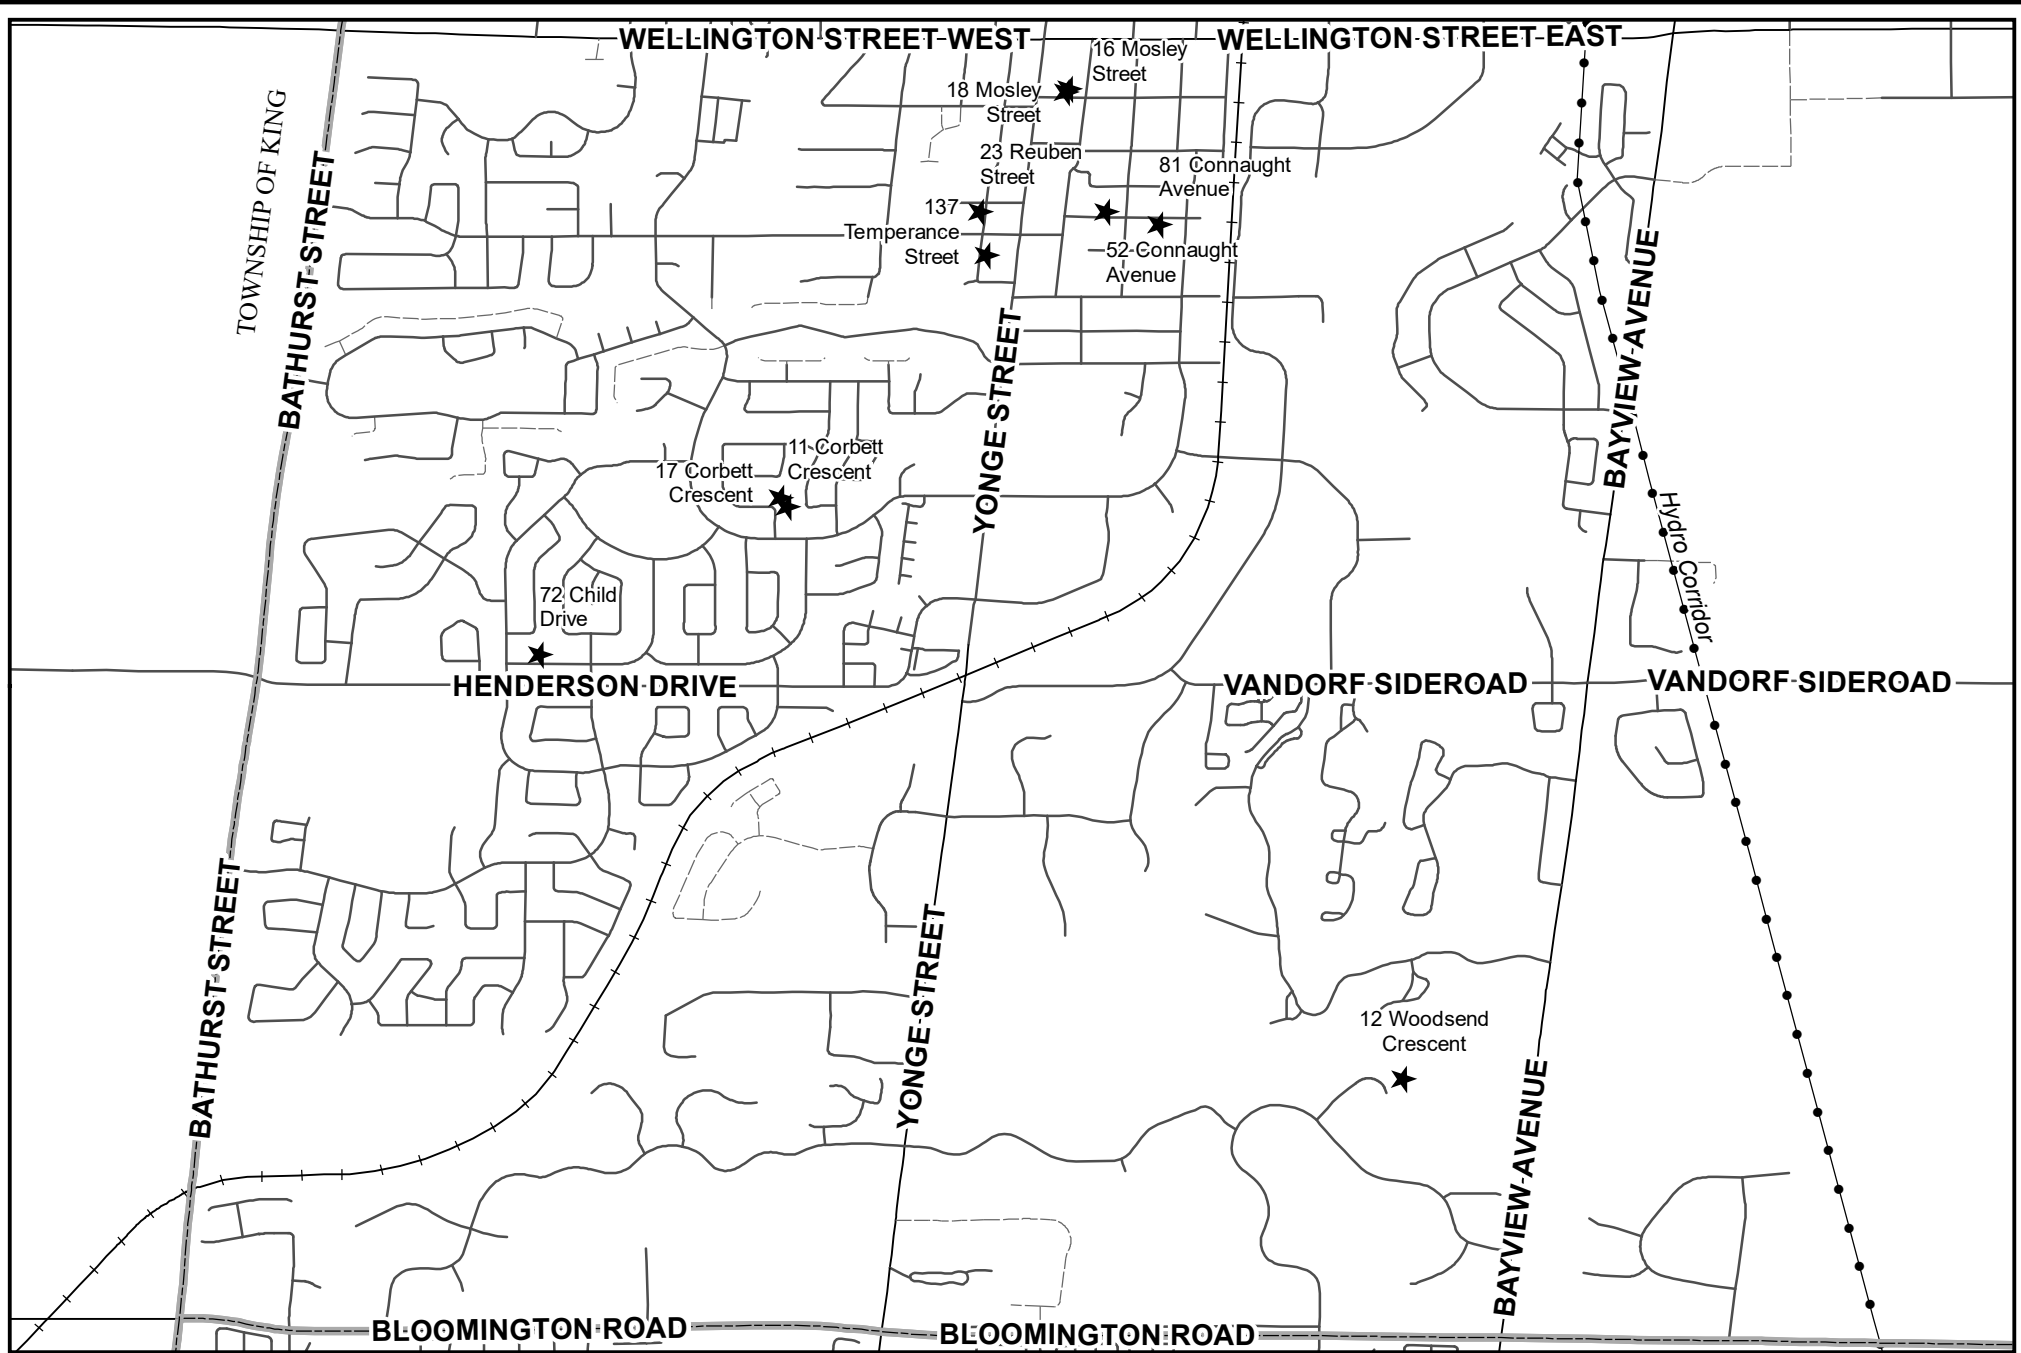 WELLINGTON STREET WEST
WELLINGTON STREET EAST
16 Mosley
Street
18 Mosley
Street
TOWNSHIP OF KING
BATHURST STREET
23 Reuben
Street
81 Connaught
Avenue
137
Temperance
Street
52 Connaught
Avenue
BAYVIEW AVENUE
YONGE STREET
11 Corbett
Crescent
17 Corbett
Crescent
Hydro Corridor
72 Child
Drive
HENDERSON DRIVE
VANDORF SIDEROAD
VANDORF SIDEROAD
BATHURST STREET
YONGE STREET
12 Woodsend
Crescent
BAYVIEW AVENUE
BLOOMINGTON ROAD
BLOOMINGTON ROAD